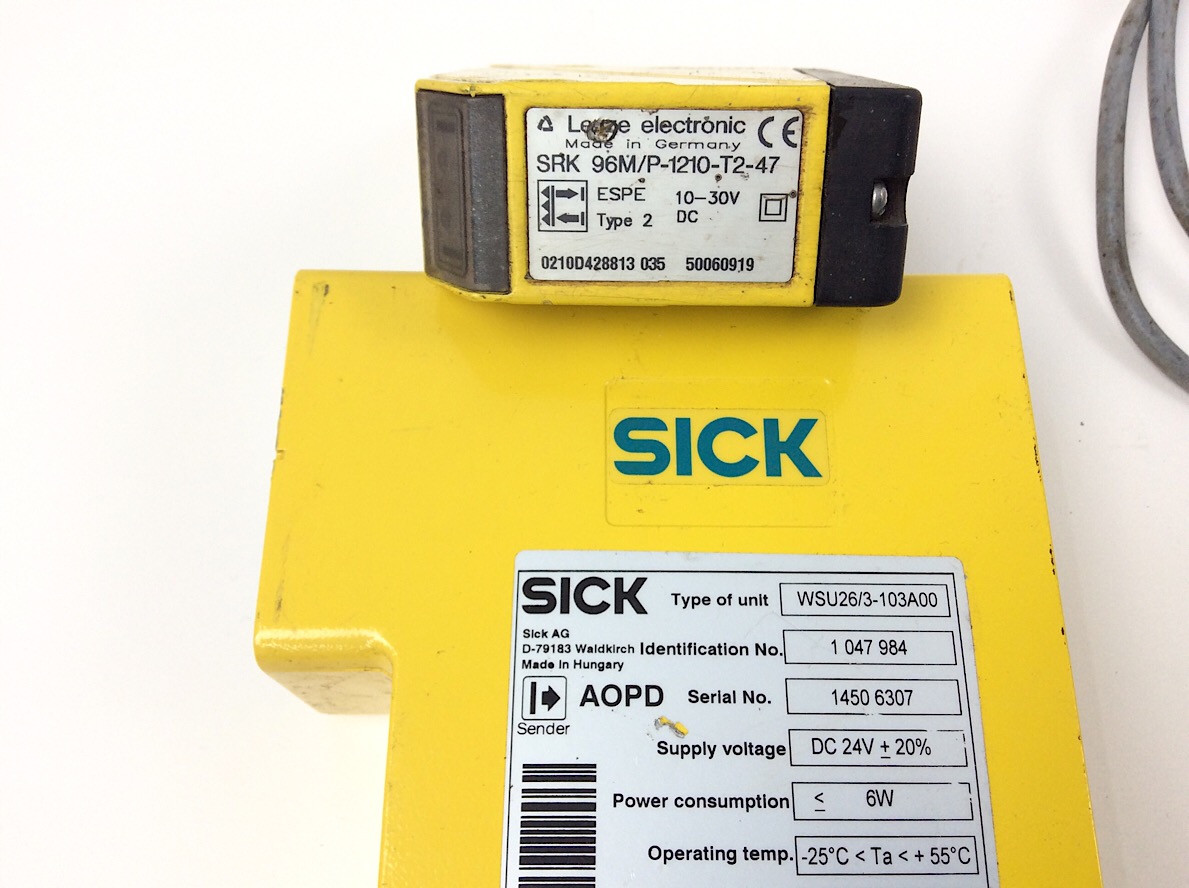 Leuze electronic CE
Made in Germany
SRK 96M/P-1210-T2-47
ESPE 10–30V
Type 2 DC
0210D428813 035 50060919
SICK
SICK Type of unit WSU26/3-103A00
Sick AG
D-79183 Waldkirch Identification No. 1 047 984
Made in Hungary
AOPD Serial No. 1450 6307
Sender
Supply voltage DC 24V ± 20%
Power consumption ≤ 6W
Operating temp. -25°C < Ta < + 55°C